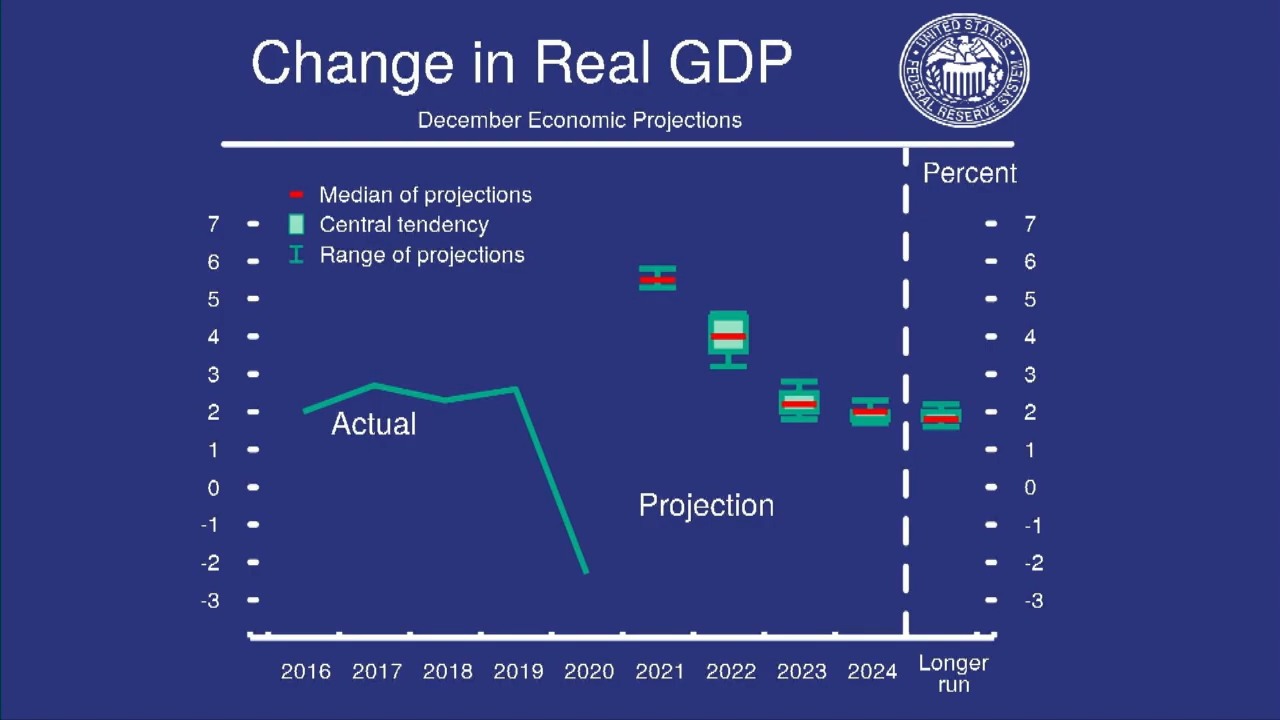 Change in Real GDP
December Economic Projections
UNITED STATES
FEDERAL RESERVE SYSTEM
Percent
Median of projections
Central tendency
Range of projections
7 7
6 6
5 5
4 4
3 3
2 2
Actual
1 1
0 0
Projection
-1 -1
-2 -2
-3 -3
2016 2017 2018 2019 2020 2021 2022 2023 2024 Longer
run